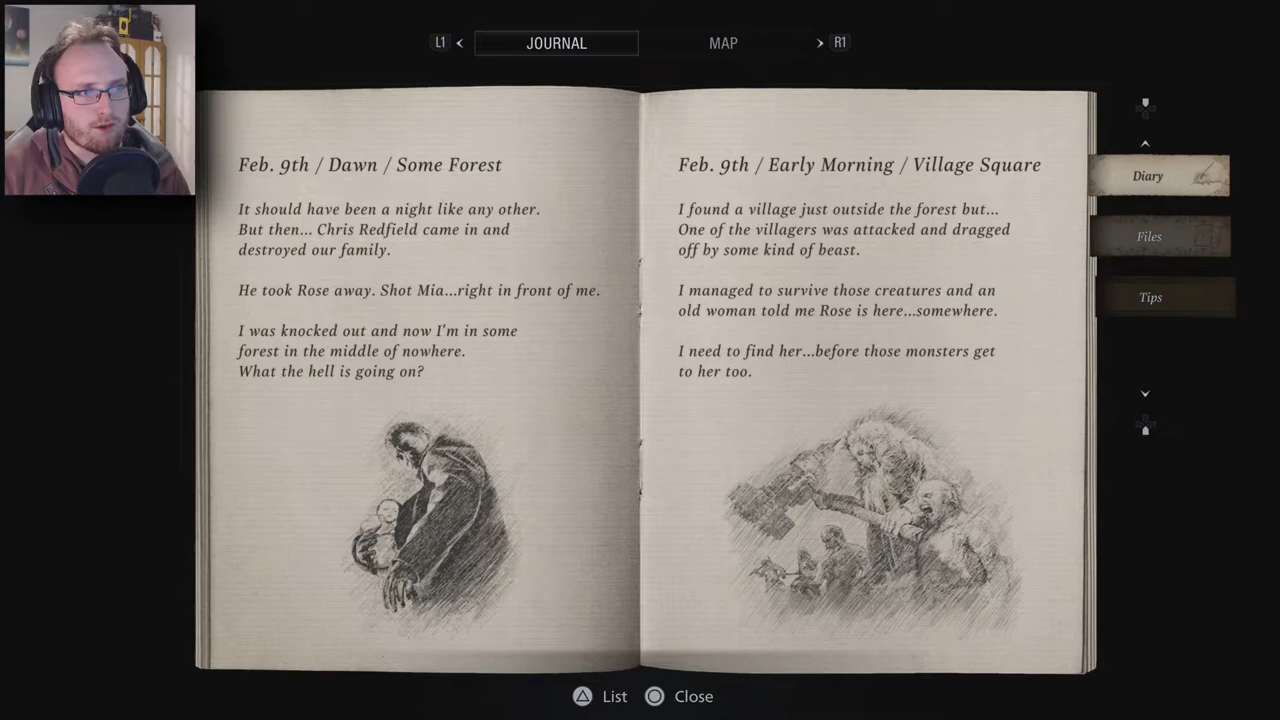 L1 JOURNAL MAP R1
Feb. 9th / Dawn / Some Forest
It should have been a night like any other.
But then... Chris Redfield came in and
destroyed our family.
He took Rose away. Shot Mia...right in front of me.
I was knocked out and now I'm in some
forest in the middle of nowhere.
What the hell is going on?
Feb. 9th / Early Morning / Village Square
I found a village just outside the forest but...
One of the villagers was attacked and dragged
off by some kind of beast.
I managed to survive those creatures and an
old woman told me Rose is here...somewhere.
I need to find her...before those monsters get
to her too.
Diary
Files
Tips
List Close